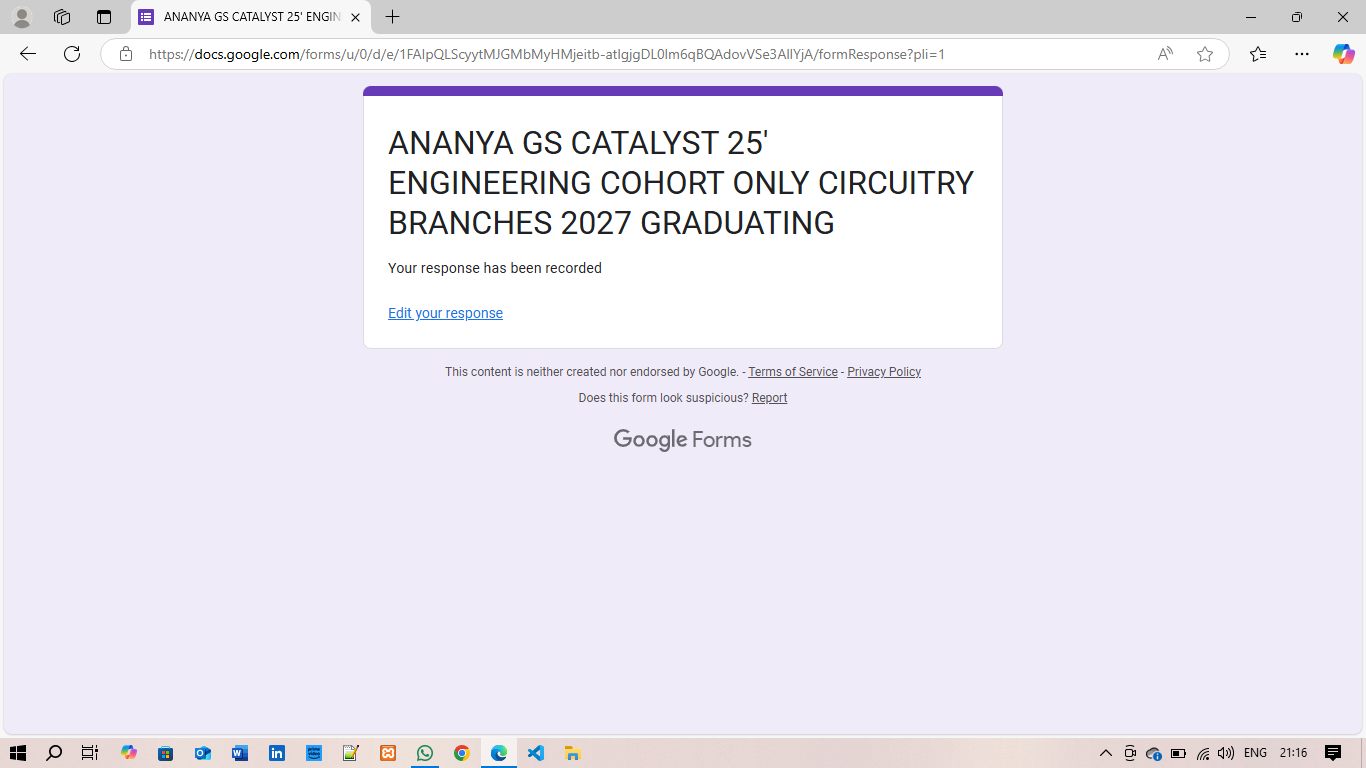 ANANYA GS CATALYST 25' ENGIN
https://docs.google.com/forms/u/0/d/e/1FAIpQLScyytMJGMbMyHMjeitb-atIgjgDL0Im6qBQAdovVSe3AIlYjA/formResponse?pli=1
ANANYA GS CATALYST 25'
ENGINEERING COHORT ONLY CIRCUITRY
BRANCHES 2027 GRADUATING
Your response has been recorded
Edit your response
This content is neither created nor endorsed by Google. - Terms of Service - Privacy Policy
Does this form look suspicious? Report
Google Forms
ENG
21:16